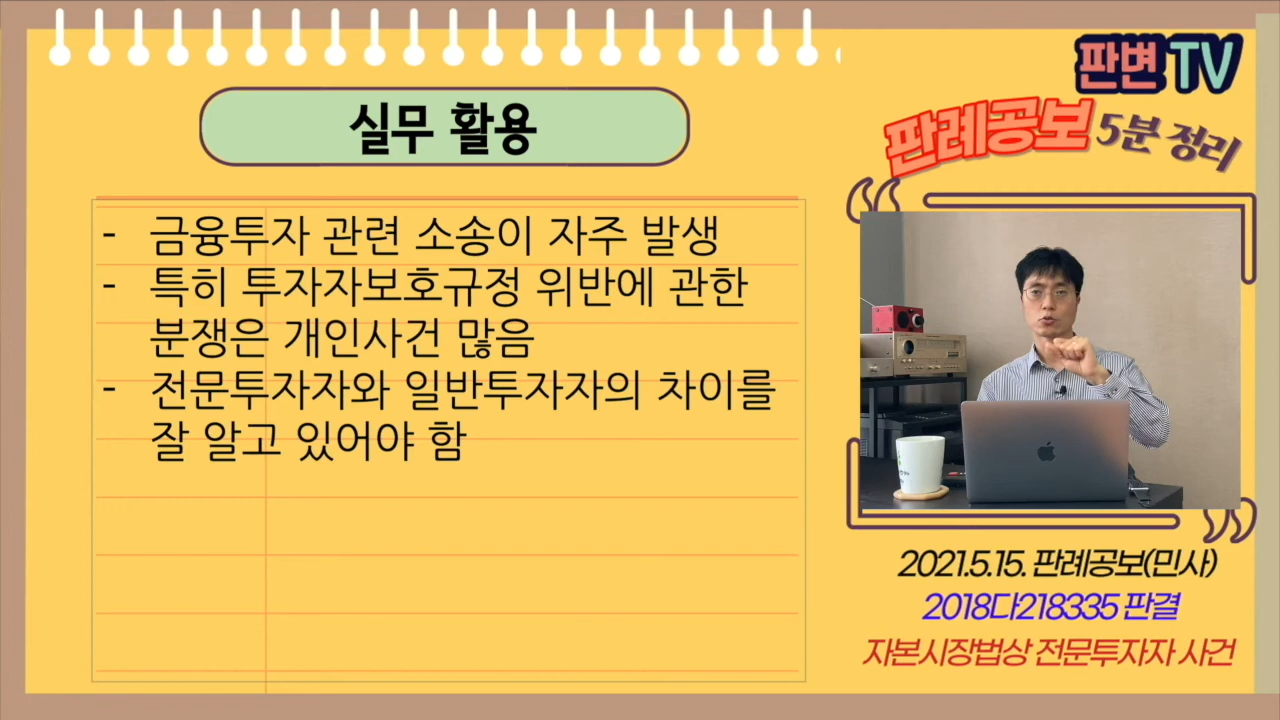 판변 TV
판례공보 5분 정리
실무 활용
- 금융투자 관련 소송이 자주 발생
- 특히 투자자보호규정 위반에 관한
분쟁은 개인사건 많음
- 전문투자자와 일반투자자의 차이를
잘 알고 있어야 함
2021.5.15. 판례공보(민사)
2018다218335 판결
자본시장법상 전문투자자 사건